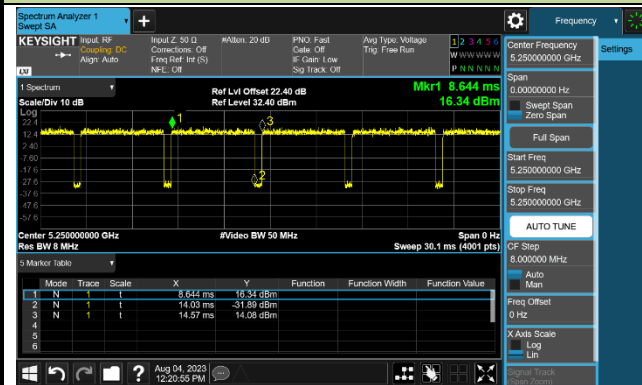 Spectrum Analyzer 1
Swept SA
Frequency
KEYSIGHT
Input: RF
Coupling: DC
Align: Auto
Input Z: 50 Ω
Corrections: Off
Freq Ref: Int (S)
NFE: Off
#Atten: 20 dB
PNO: Fast
Gate: Off
IF Gain: Low
Sig Track: Off
Avg Type: Voltage
Trig: Free Run
1 2 3 4 5 6
W W W W W W
P N N N N N
LXI
1 Spectrum
Scale/Div 10 dB
Ref Lvl Offset 22.40 dB
Ref Level 32.40 dBm
Mkr1 8.644 ms
16.34 dBm
Log
22.4
12.4
2.40
-7.60
-17.6
-27.6
-37.6
-47.6
-57.6
1
3
2
Center 5.250000000 GHz
Res BW 8 MHz
#Video BW 50 MHz
Span 0 Hz
Sweep 30.1 ms (4001 pts)
5 Marker Table
Mode Trace Scale X Y Function Function Width Function Value
1 N 1 t 8.644 ms 16.34 dBm
2 N 1 t 14.03 ms -31.89 dBm
3 N 1 t 14.57 ms 14.08 dBm
4
5
6
Aug 04, 2023
12:20:55 PM
Center Frequency
5.250000000 GHz
Settings
Span
0.00000000 Hz
Swept Span
Zero Span
Full Span
Start Freq
5.250000000 GHz
Stop Freq
5.250000000 GHz
AUTO TUNE
CF Step
8.000000 MHz
Auto
Man
Freq Offset
0 Hz
X Axis Scale
Log
Lin
Signal Track
(Span Zoom)